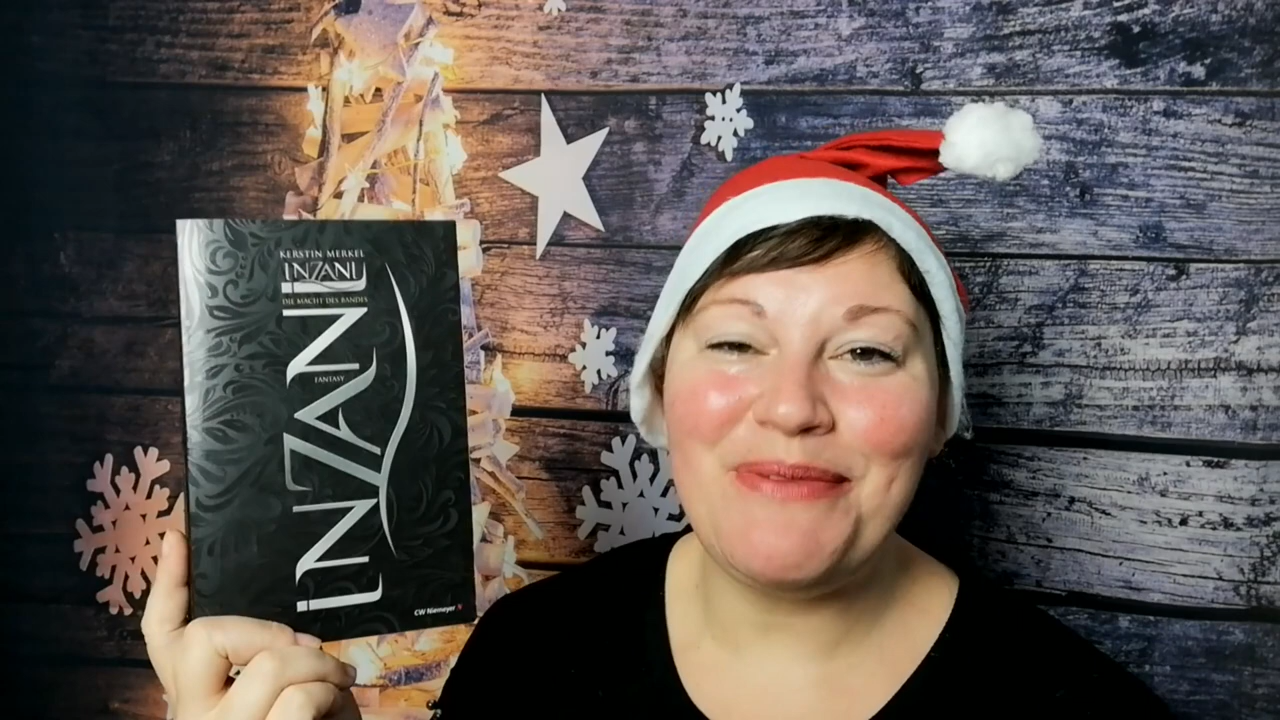 KERSTIN MERKEL
INZANI
DIE MACHT DES BANDES
INZANI
FANTASY
CW Niemeyer